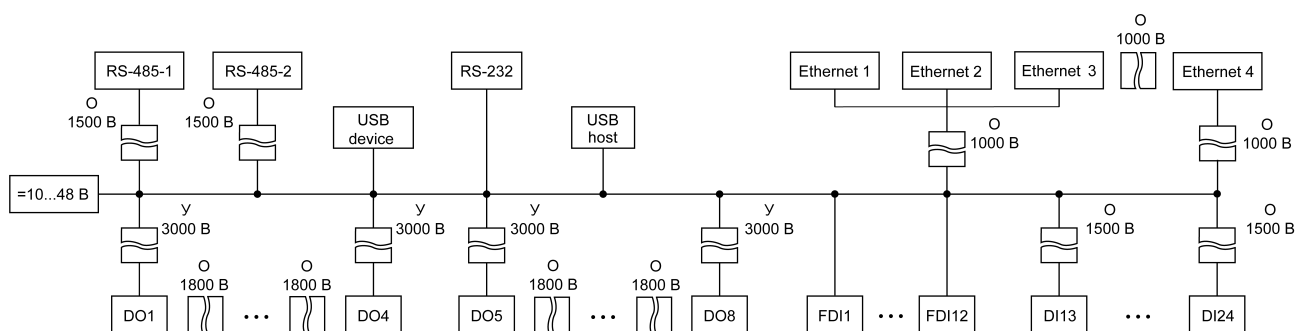 О
1000 В
RS-485-1
RS-485-2
RS-232
Ethernet 1
Ethernet 2
Ethernet 3
Ethernet 4
О
1500 В
О
1500 В
USB
device
USB
host
О
1000 В
О
1000 В
=10...48 В
У
3000 В
У
3000 В
У
3000 В
У
3000 В
О
1500 В
О
1500 В
О
1800 В
О
1800 В
О
1800 В
О
1800 В
DO1
...
DO4
DO5
...
DO8
FDI1
...
FDI12
DI13
...
DI24